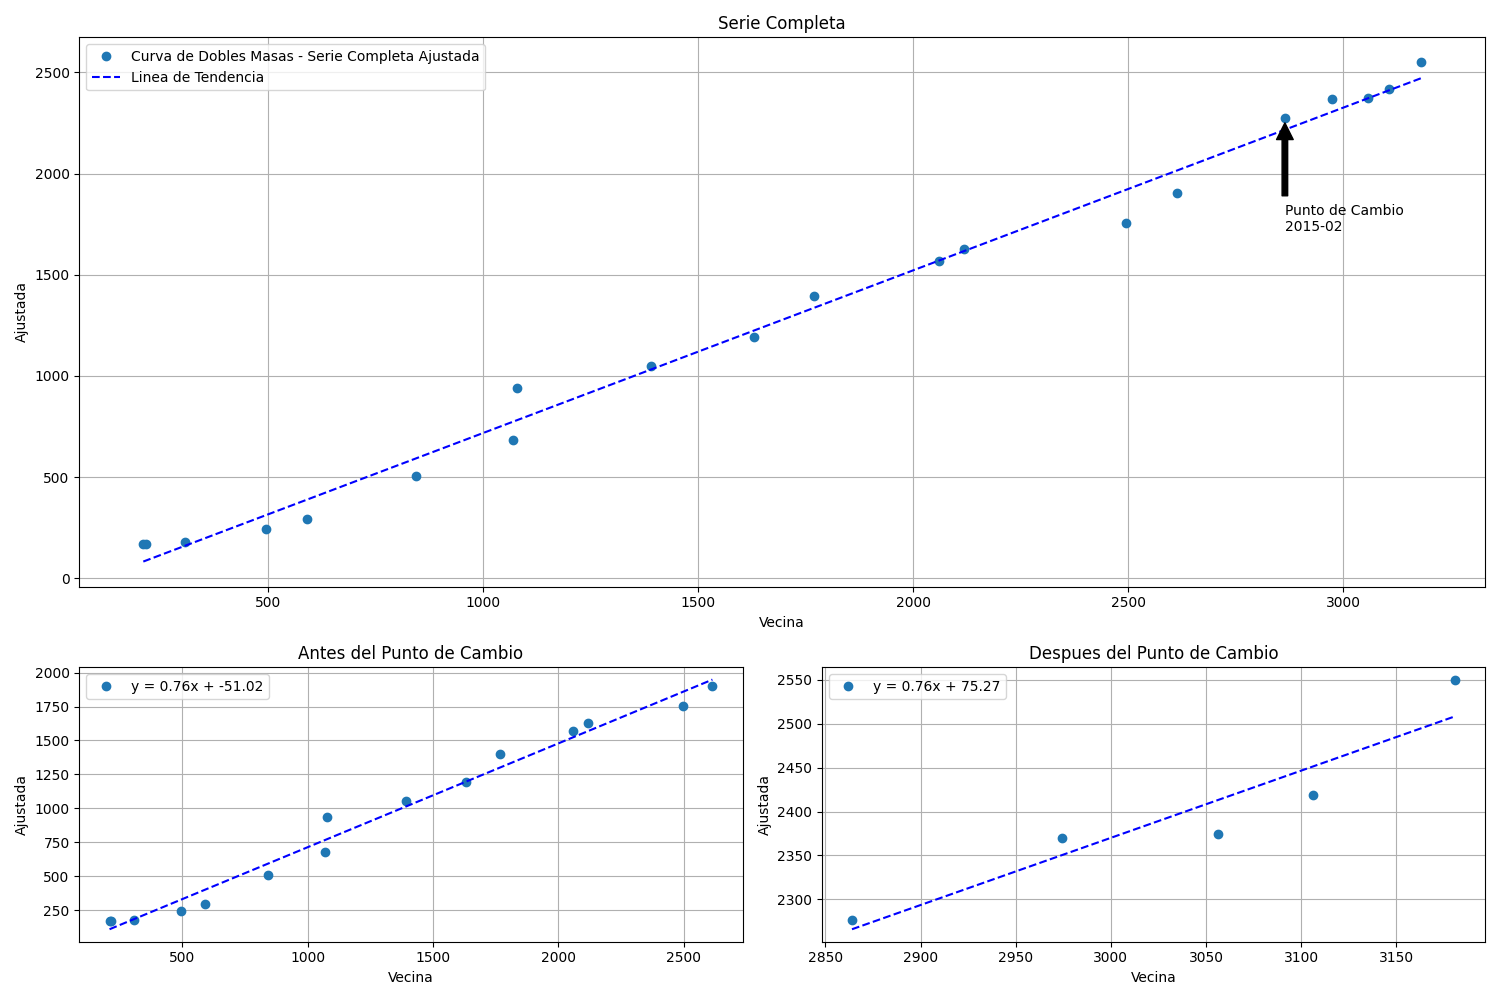 Serie Completa
Curva de Dobles Masas - Serie Completa Ajustada
Linea de Tendencia
2500
2000
1500
1000
500
0
Ajustada
Punto de Cambio
2015-02
500
1000
1500
2000
2500
3000
Vecina
Antes del Punto de Cambio
y = 0.76x + -51.02
2000
1750
1500
1250
1000
750
500
250
Ajustada
500
1000
1500
2000
2500
Vecina
Despues del Punto de Cambio
y = 0.76x + 75.27
2550
2500
2450
2400
2350
2300
Ajustada
2850
2900
2950
3000
3050
3100
3150
Vecina